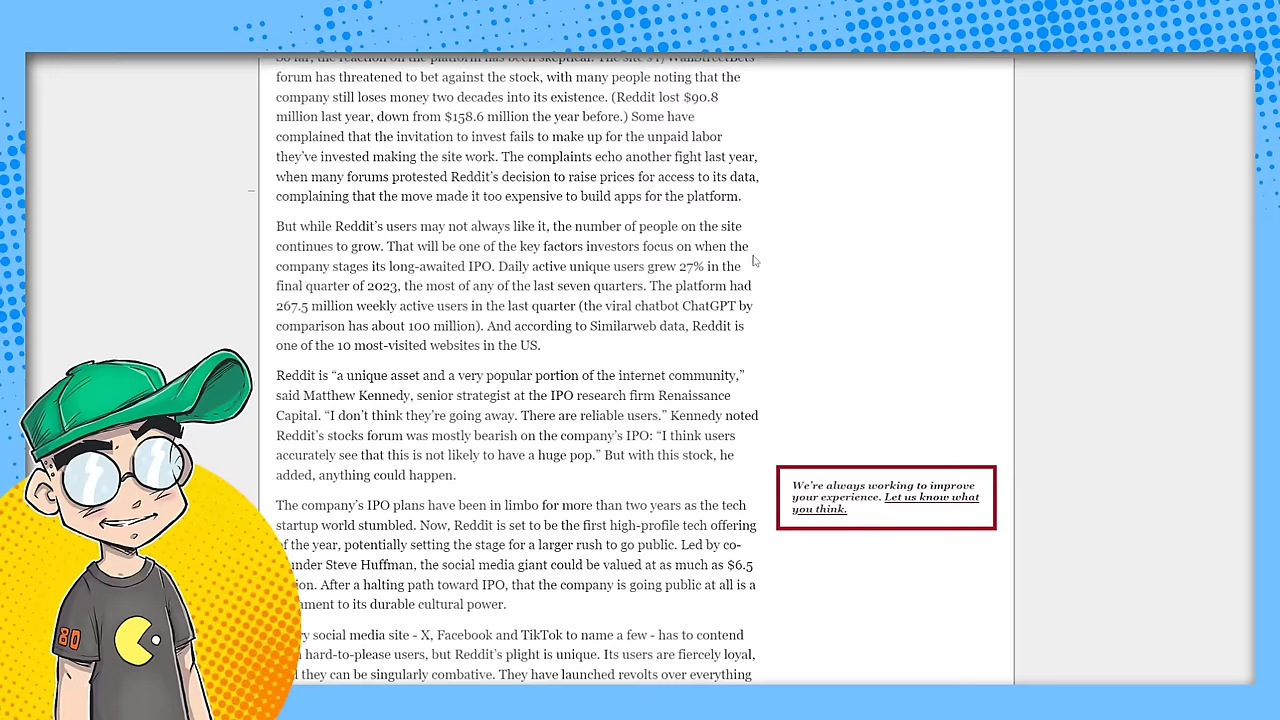 So far, the reaction on the platform has been skeptical. The site's r/WallStreetBets
forum has threatened to bet against the stock, with many people noting that the
company still loses money two decades into its existence. (Reddit lost $90.8
million last year, down from $158.6 million the year before.) Some have
complained that the invitation to invest fails to make up for the unpaid labor
they've invested making the site work. The complaints echo another fight last year,
when many forums protested Reddit's decision to raise prices for access to its data,
complaining that the move made it too expensive to build apps for the platform.
But while Reddit's users may not always like it, the number of people on the site
continues to grow. That will be one of the key factors investors focus on when the
company stages its long-awaited IPO. Daily active unique users grew 27% in the
final quarter of 2023, the most of any of the last seven quarters. The platform had
267.5 million weekly active users in the last quarter (the viral chatbot ChatGPT by
comparison has about 100 million). And according to Similarweb data, Reddit is
one of the 10 most-visited websites in the US.
Reddit is “a unique asset and a very popular portion of the internet community,”
said Matthew Kennedy, senior strategist at the IPO research firm Renaissance
Capital. “I don't think they're going away. There are reliable users.” Kennedy noted
Reddit's stocks forum was mostly bearish on the company's IPO: “I think users
accurately see that this is not likely to have a huge pop.” But with this stock, he
added, anything could happen.
The company's IPO plans have been in limbo for more than two years as the tech
startup world stumbled. Now, Reddit is set to be the first high-profile tech offering
of the year, potentially setting the stage for a larger rush to go public. Led by co-
under Steve Huffman, the social media giant could be valued at as much as $6.5
ion. After a halting path toward IPO, that the company is going public at all is a
ament to its durable cultural power.
y social media site - X, Facebook and TikTok to name a few - has to contend
hard-to-please users, but Reddit's plight is unique. Its users are fiercely loyal,
they can be singularly combative. They have launched revolts over everything
We're always working to improve
your experience. Let us know what
you think.
80